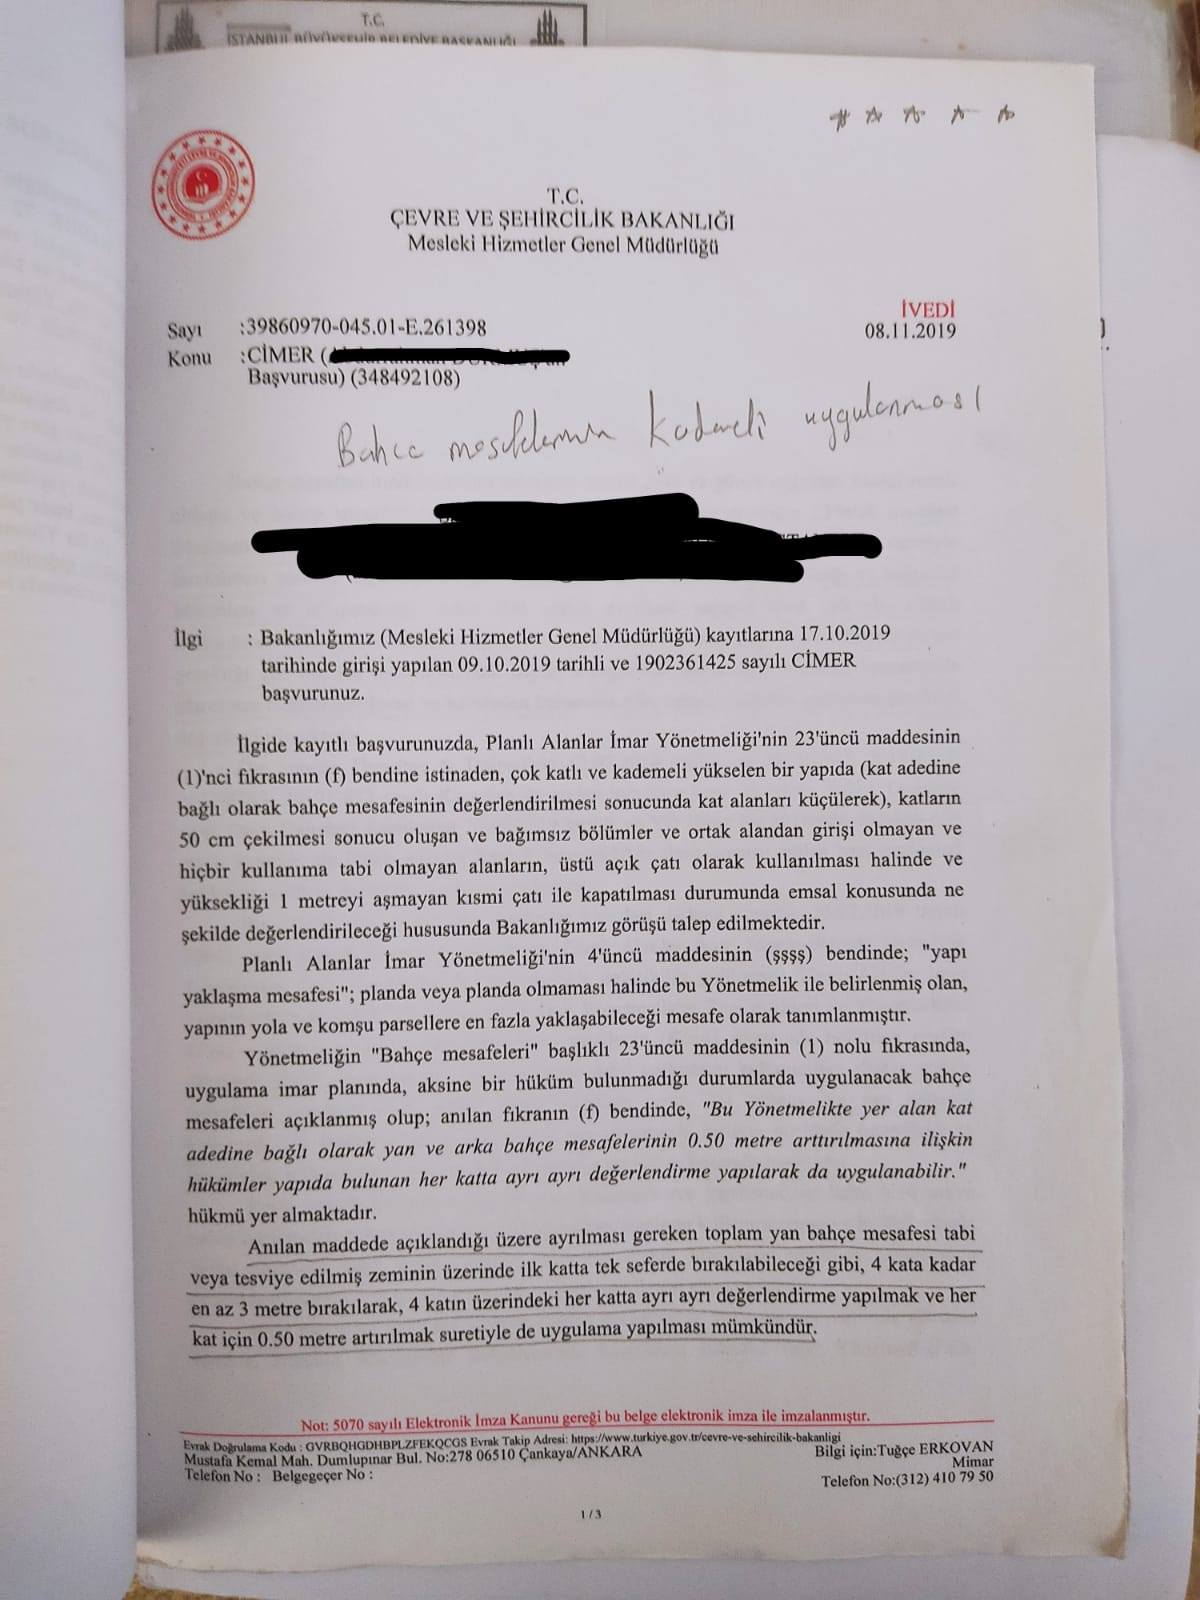 T.C.
İSTANBUL BÜYÜKŞEHİR BELEDİYE BAŞKANLIĞI
T.C.
ÇEVRE VE ŞEHİRCİLİK BAKANLIĞI
Mesleki Hizmetler Genel Müdürlüğü
İVEDİ
Sayı :39860970-045.01-E.261398
08.11.2019
Konu :CİMER (
Başvurusu) (348492108)
Bahçe mesafelerinin kademeli uygulanması
İlgi : Bakanlığımız (Mesleki Hizmetler Genel Müdürlüğü) kayıtlarına 17.10.2019
tarihinde girişi yapılan 09.10.2019 tarihli ve 1902361425 sayılı CİMER
başvurunuz.
İlgide kayıtlı başvurunuzda, Planlı Alanlar İmar Yönetmeliği'nin 23'üncü maddesinin
(1)'nci fıkrasının (f) bendine istinaden, çok katlı ve kademeli yükselen bir yapıda (kat adedine
bağlı olarak bahçe mesafesinin değerlendirilmesi sonucunda kat alanları küçülerek), katların
50 cm çekilmesi sonucu oluşan ve bağımsız bölümler ve ortak alandan girişi olmayan ve
hiçbir kullanıma tabi olmayan alanların, üstü açık çatı olarak kullanılması halinde ve
yüksekliği 1 metreyi aşmayan kısmi çatı ile kapatılması durumunda emsal konusunda ne
şekilde değerlendirileceği hususunda Bakanlığımız görüşü talep edilmektedir.
Planlı Alanlar İmar Yönetmeliği'nin 4'üncü maddesinin (şşşş) bendinde; "yapı
yaklaşma mesafesi"; planda veya planda olmaması halinde bu Yönetmelik ile belirlenmiş olan,
yapının yola ve komşu parsellere en fazla yaklaşabileceği mesafe olarak tanımlanmıştır.
Yönetmeliğin "Bahçe mesafeleri" başlıklı 23'üncü maddesinin (1) nolu fıkrasında,
uygulama imar planında, aksine bir hüküm bulunmadığı durumlarda uygulanacak bahçe
mesafeleri açıklanmış olup; anılan fıkranın (f) bendinde, "Bu Yönetmelikte yer alan kat
adedine bağlı olarak yan ve arka bahçe mesafelerinin 0.50 metre arttırılmasına ilişkin
hükümler yapıda bulunan her katta ayrı ayrı değerlendirme yapılarak da uygulanabilir."
hükmü yer almaktadır.
Anılan maddede açıklandığı üzere ayrılması gereken toplam yan bahçe mesafesi tabi
veya tesviye edilmiş zeminin üzerinde ilk katta tek seferde bırakılabileceği gibi, 4 kata kadar
en az 3 metre bırakılarak, 4 katın üzerindeki her katta ayrı ayrı değerlendirme yapılmak ve her
kat için 0.50 metre artırılmak suretiyle de uygulama yapılması mümkündür.
Not: 5070 sayılı Elektronik İmza Kanunu gereği bu belge elektronik imza ile imzalanmıştır.
Evrak Doğrulama Kodu : GVRBQHGDHBPLZFEKQCGS Evrak Takip Adresi: https://www.turkiye.gov.tr/cevre-ve-sehircilik-bakanligi
Mustafa Kemal Mah. Dumlupınar Bul. No:278 06510 Çankaya/ANKARA
Telefon No : Belgegeçer No :
Bilgi için:Tuğçe ERKOVAN
Mimar
Telefon No:(312) 410 79 50
1 / 3